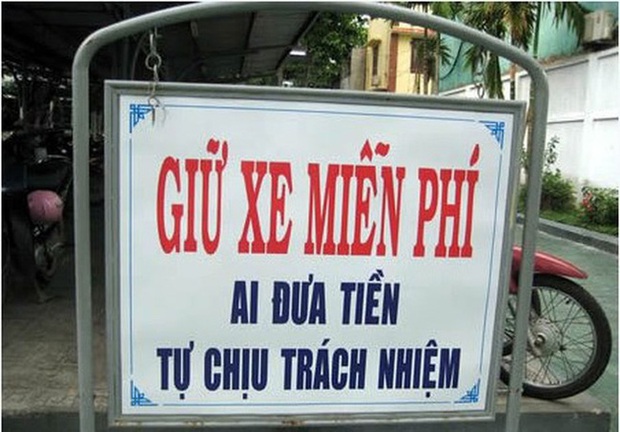 GIỮ XE MIỄN PHÍ
AI ĐƯA TIỀN
TỰ CHỊU TRÁCH NHIỆM